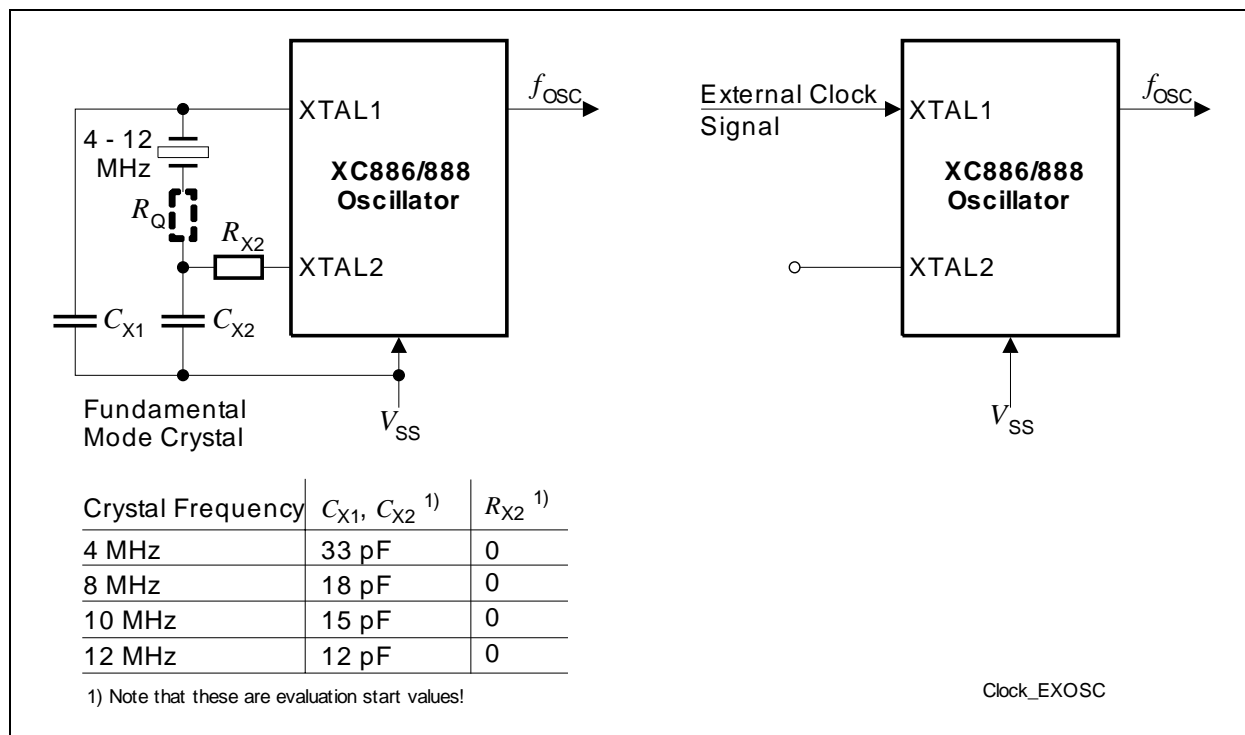 XTAL1
4 - 12
MHz
R_Q
R_X2
XTAL2
C_X1
C_X2
XC886/888
Oscillator
f_OSC
V_SS
Fundamental
Mode Crystal
External Clock
Signal
XTAL1
XC886/888
Oscillator
XTAL2
f_OSC
V_SS
Crystal Frequency C_X1, C_X2 1) R_X2 1)
4 MHz 33 pF 0
8 MHz 18 pF 0
10 MHz 15 pF 0
12 MHz 12 pF 0
1) Note that these are evaluation start values!
Clock_EXOSC